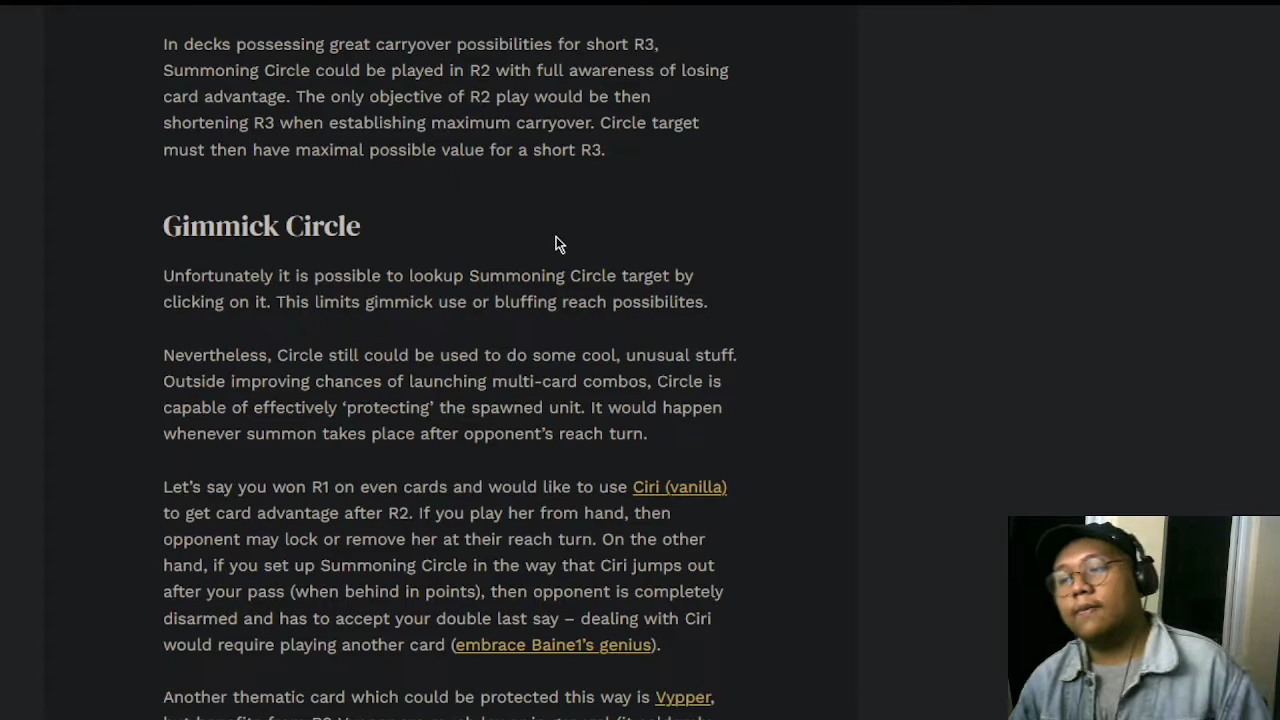 In decks possessing great carryover possibilities for short R3,
Summoning Circle could be played in R2 with full awareness of losing
card advantage. The only objective of R2 play would be then
shortening R3 when establishing maximum carryover. Circle target
must then have maximal possible value for a short R3.
Gimmick Circle
Unfortunately it is possible to lookup Summoning Circle target by
clicking on it. This limits gimmick use or bluffing reach possibilites.
Nevertheless, Circle still could be used to do some cool, unusual stuff.
Outside improving chances of launching multi-card combos, Circle is
capable of effectively ‘protecting’ the spawned unit. It would happen
whenever summon takes place after opponent’s reach turn.
Let’s say you won R1 on even cards and would like to use Ciri (vanilla)
to get card advantage after R2. If you play her from hand, then
opponent may lock or remove her at their reach turn. On the other
hand, if you set up Summoning Circle in the way that Ciri jumps out
after your pass (when behind in points), then opponent is completely
disarmed and has to accept your double last say – dealing with Ciri
would require playing another card (embrace Baine1’s genius).
Another thematic card which could be protected this way is Vypper,